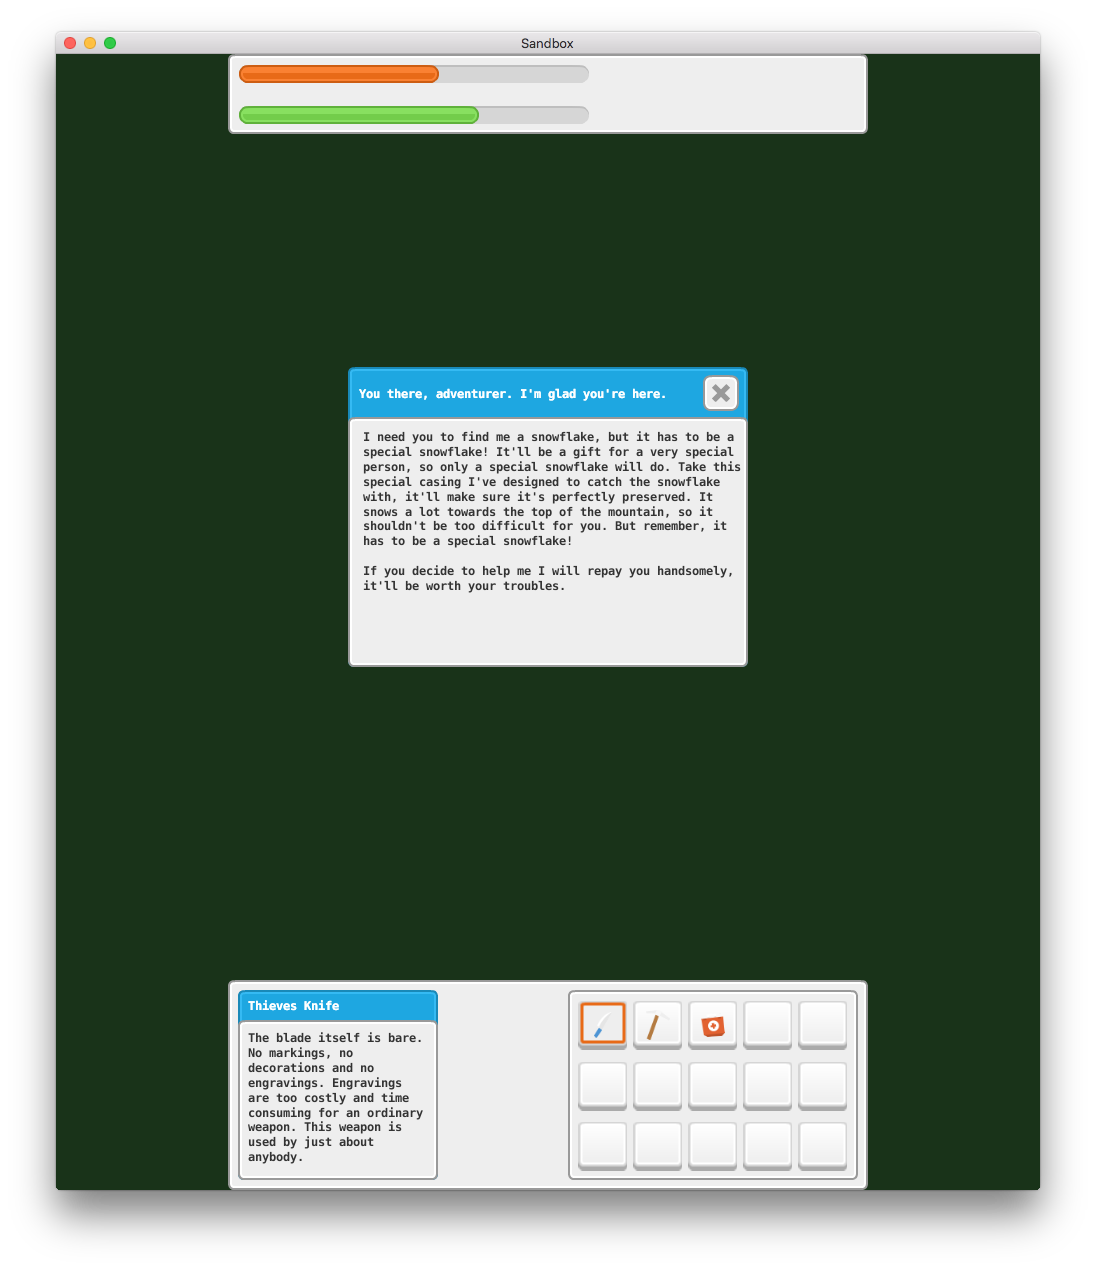 Sandbox
You there, adventurer. I'm glad you're here.
I need you to find me a snowflake, but it has to be a
special snowflake! It'll be a gift for a very special
person, so only a special snowflake will do. Take this
special casing I've designed to catch the snowflake
with, it'll make sure it's perfectly preserved. It
snows a lot towards the top of the mountain, so it
shouldn't be too difficult for you. But remember, it
has to be a special snowflake!
If you decide to help me I will repay you handsomely,
it'll be worth your troubles.
Thieves Knife
The blade itself is bare.
No markings, no
decorations and no
engravings. Engravings
are too costly and time
consuming for an ordinary
weapon. This weapon is
used by just about
anybody.